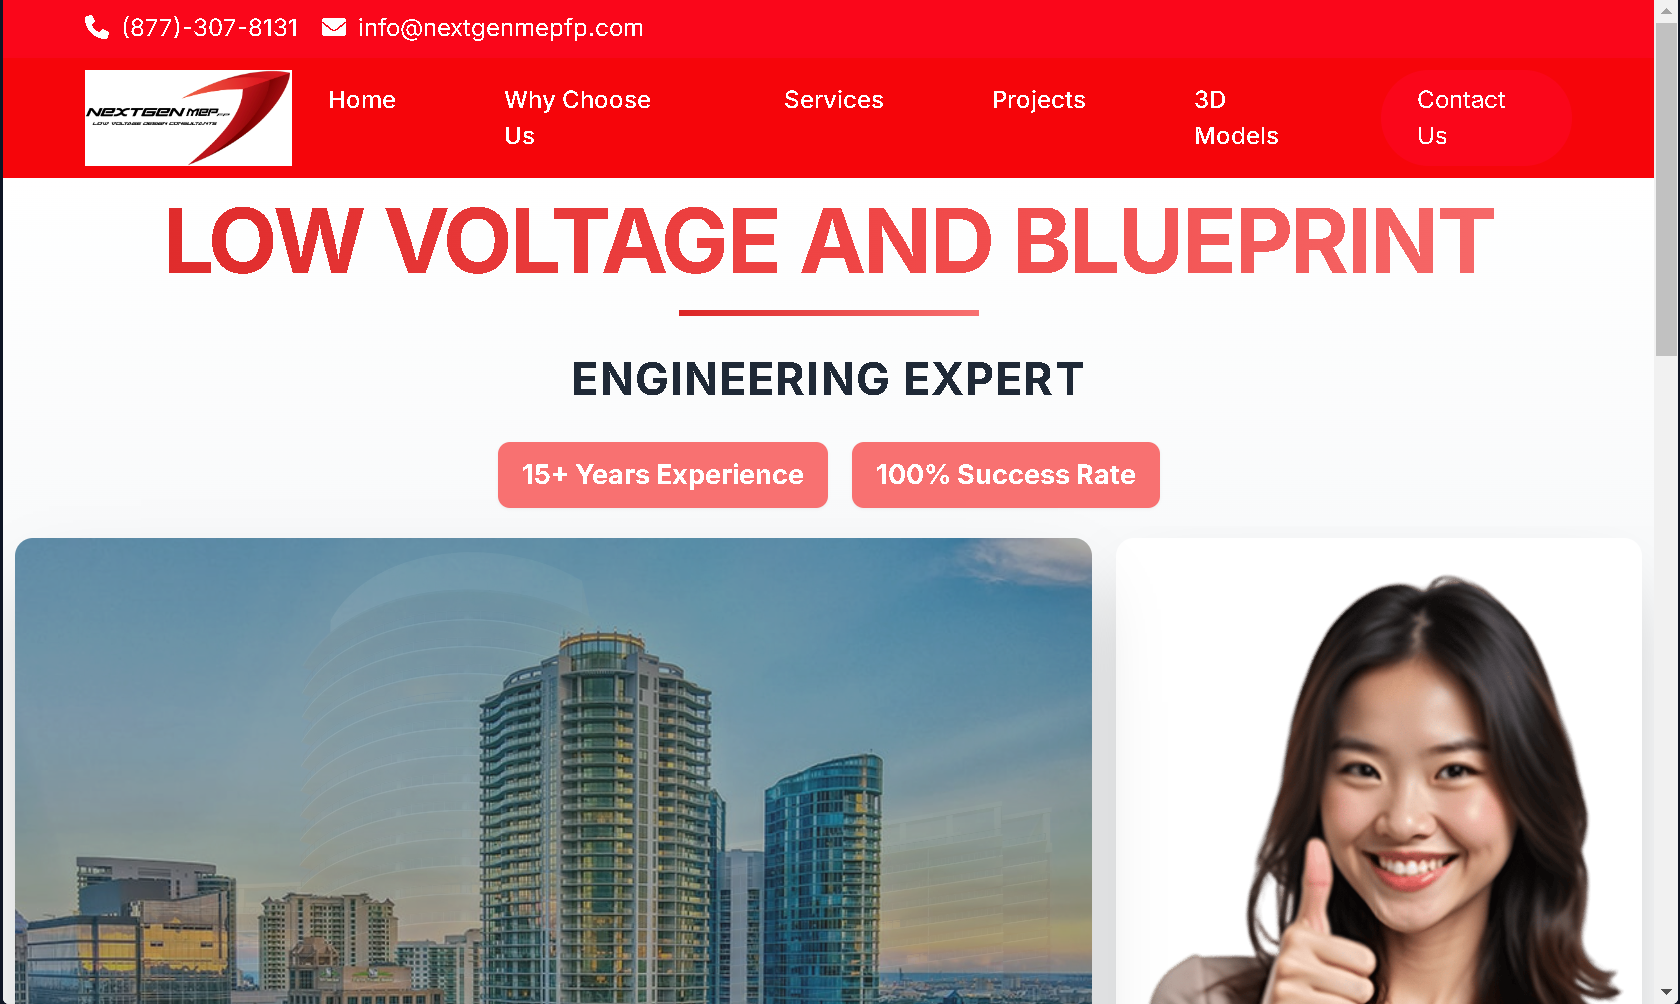 (877)-307-8131 info@nextgenmepfp.com
NEXTGEN MEP FP
LOW VOLTAGE DESIGN CONSULTANTS
Home
Why Choose
Us
Services
Projects
3D
Models
Contact
Us
LOW VOLTAGE AND BLUEPRINT
ENGINEERING EXPERT
15+ Years Experience
100% Success Rate